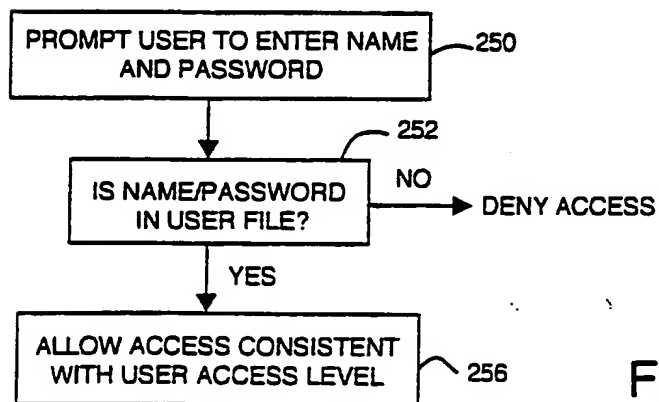 PROMPT USER TO ENTER NAME
AND PASSWORD
250
252
IS NAME/PASSWORD
IN USER FILE?
NO
DENY ACCESS
YES
ALLOW ACCESS CONSISTENT
WITH USER ACCESS LEVEL
256
F